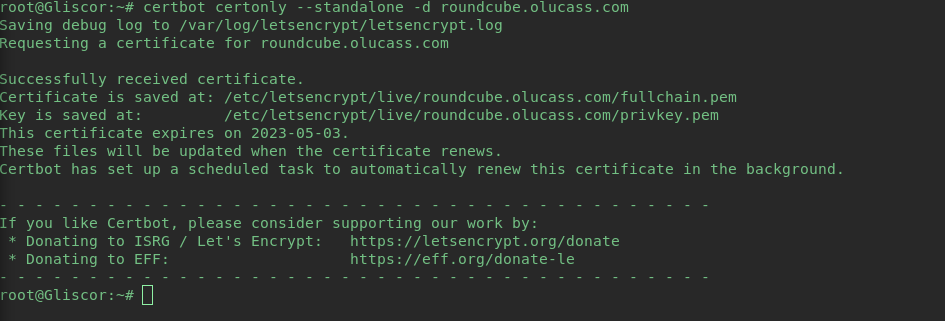 root@Gliscor:~# certbot certonly --standalone -d roundcube.olucass.com
Saving debug log to /var/log/letsencrypt/letsencrypt.log
Requesting a certificate for roundcube.olucass.com

Successfully received certificate.
Certificate is saved at: /etc/letsencrypt/live/roundcube.olucass.com/fullchain.pem
Key is saved at:         /etc/letsencrypt/live/roundcube.olucass.com/privkey.pem
This certificate expires on 2023-05-03.
These files will be updated when the certificate renews.
Certbot has set up a scheduled task to automatically renew this certificate in the background.

- - - - - - - - - - - - - - - - - - - - - - - - - - - - - - - - - - - - - - - -
If you like Certbot, please consider supporting our work by:
 * Donating to ISRG / Let's Encrypt:   https://letsencrypt.org/donate
 * Donating to EFF:                    https://eff.org/donate-le
- - - - - - - - - - - - - - - - - - - - - - - - - - - - - - - - - - - - - - - -
root@Gliscor:~#